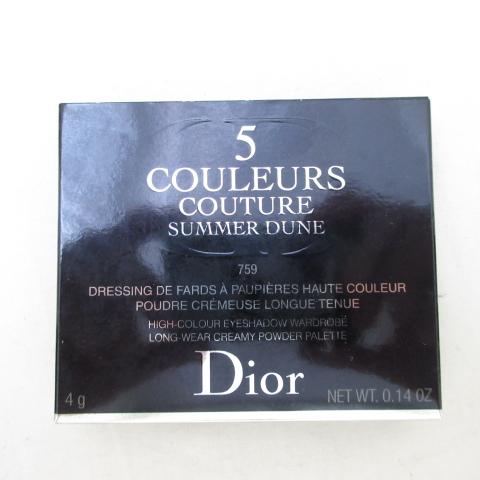 5
COULEURS
COUTURE
SUMMER DUNE
759
DRESSING DE FARDS À PAUPIÈRES HAUTE COULEUR
POUDRE CRÉMEUSE LONGUE TENUE
HIGH-COLOUR EYESHADOW WARDROBE
LONG-WEAR CREAMY POWDER PALETTE
Dior
4 g NET WT. 0.14 OZ